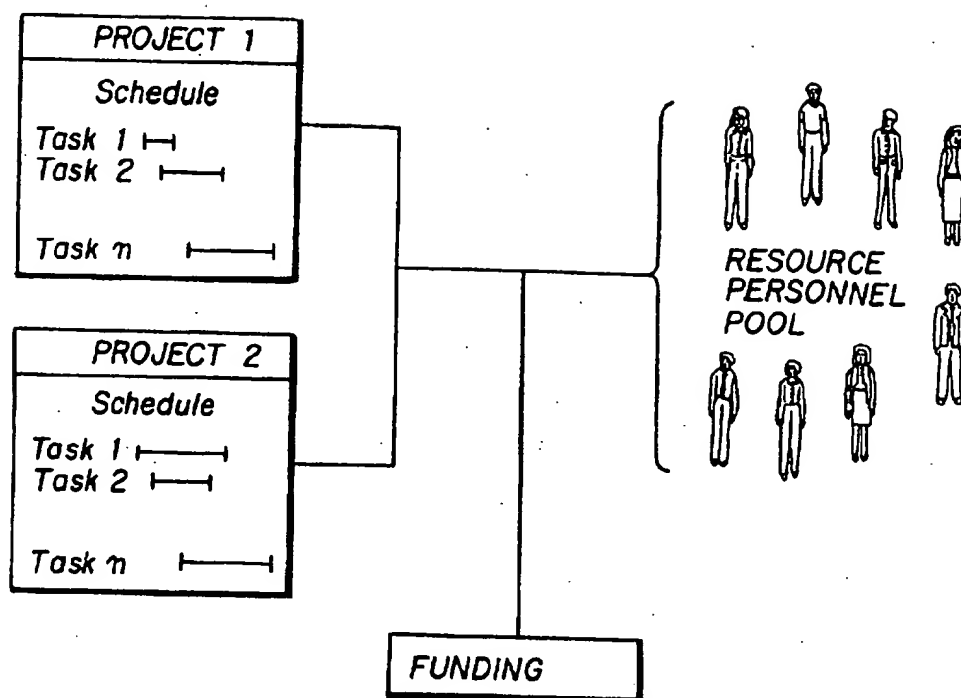 PROJECT 1
Schedule
Task 1
Task 2
Task n
PROJECT 2
Schedule
Task 1
Task 2
Task n
RESOURCE
PERSONNEL
POOL
FUNDING